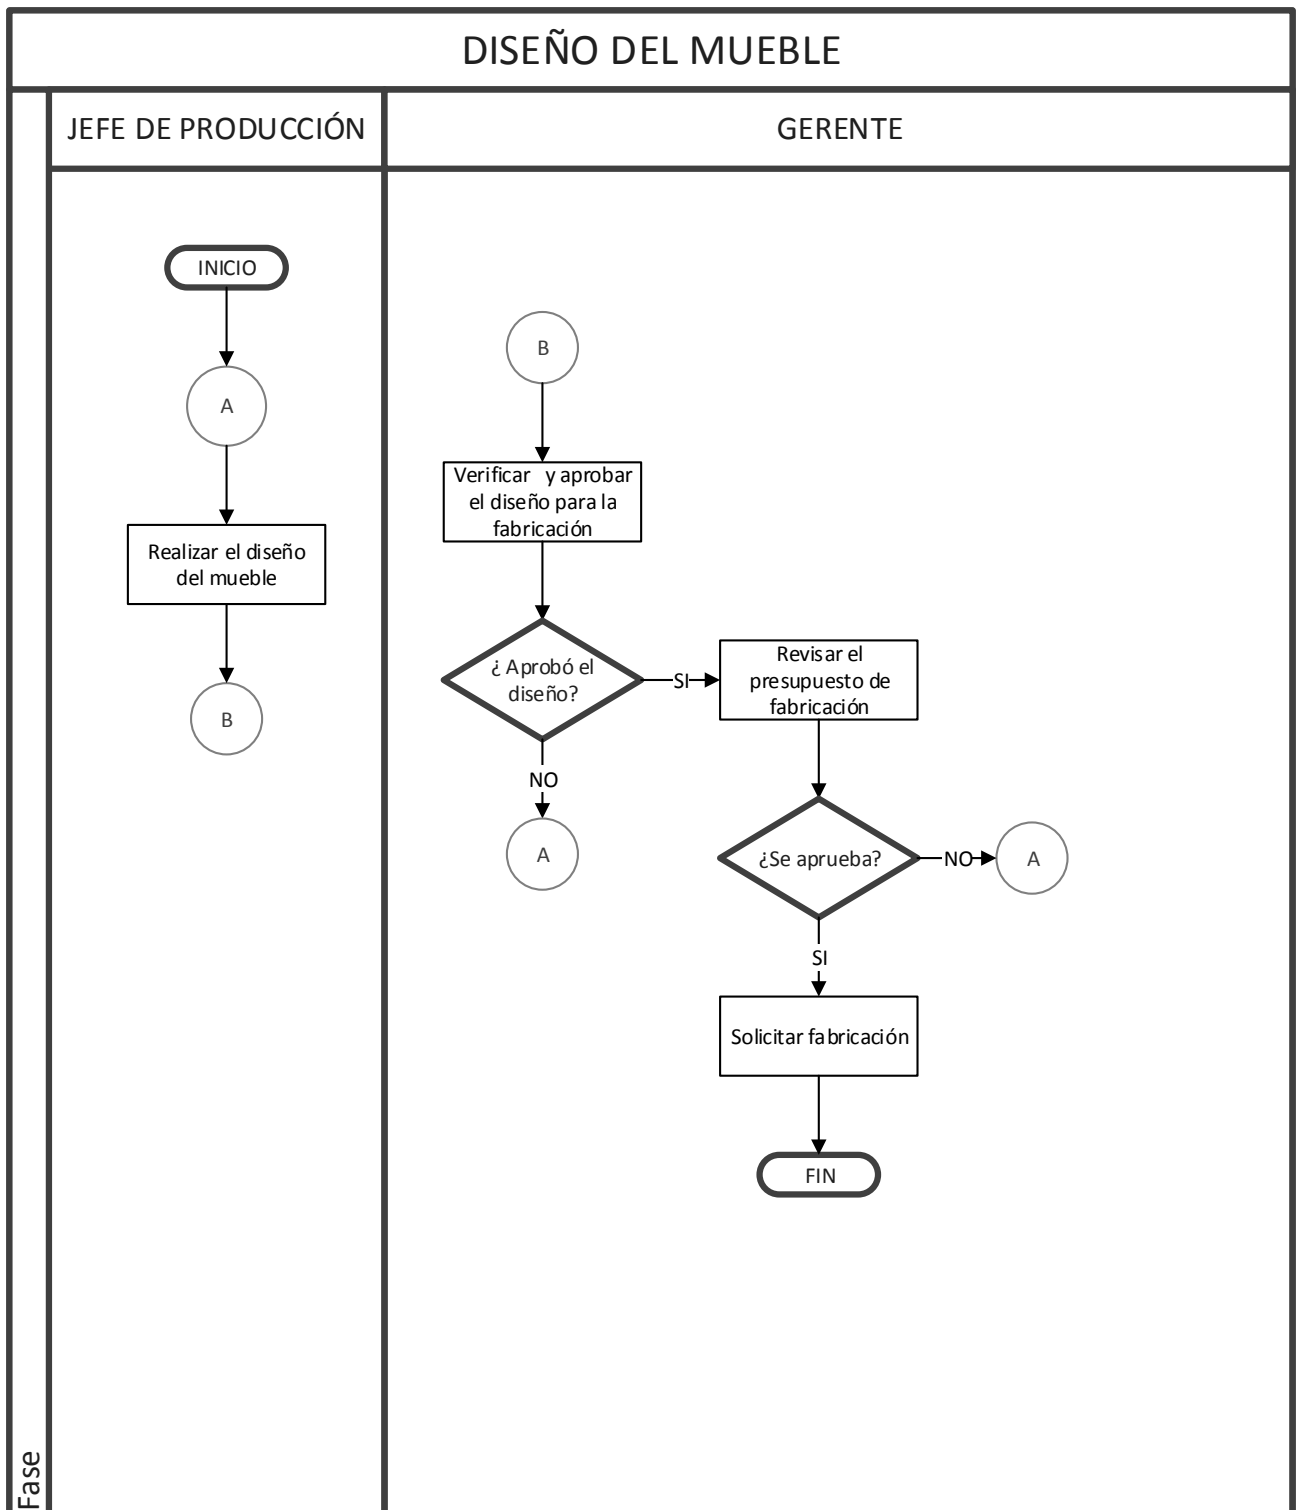 DISEÑO DEL MUEBLE
JEFE DE PRODUCCIÓN
GERENTE
INICIO
A
Realizar el diseño
del mueble
B
B
Verificar y aprobar
el diseño para la
fabricación
¿ Aprobó el
diseño?
SI
NO
A
Revisar el
presupuesto de
fabricación
¿Se aprueba?
NO
A
SI
Solicitar fabricación
FIN
Fase